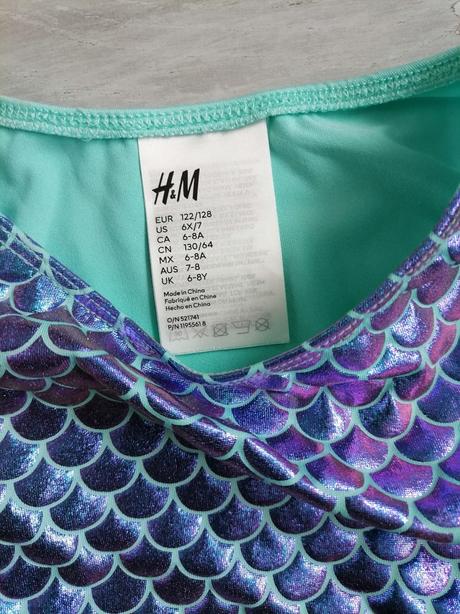 H&M
EUR 122/128
US 6X/7
CA 6-8A
CN 130/64
MX 6-8A
AUS 7-8
UK 6-8Y
Made in China
Fabriqué en Chine
Hecho en China
O/N 521741
P/N 1195561 8